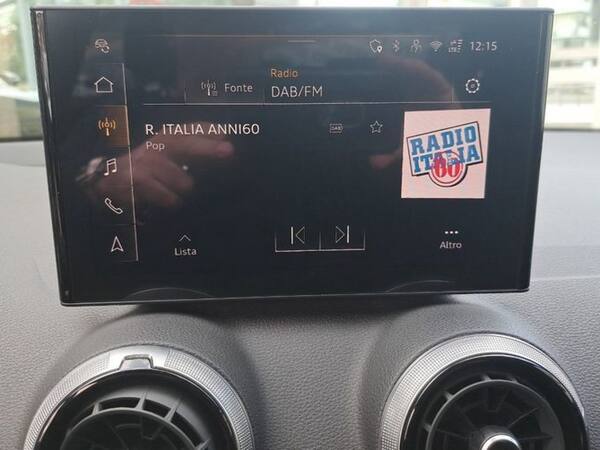 12:15
Fonte
Radio
DAB/FM
R. ITALIA ANNI60
Pop
DAB
RADIO
ITALIA
60
Lista
Altro